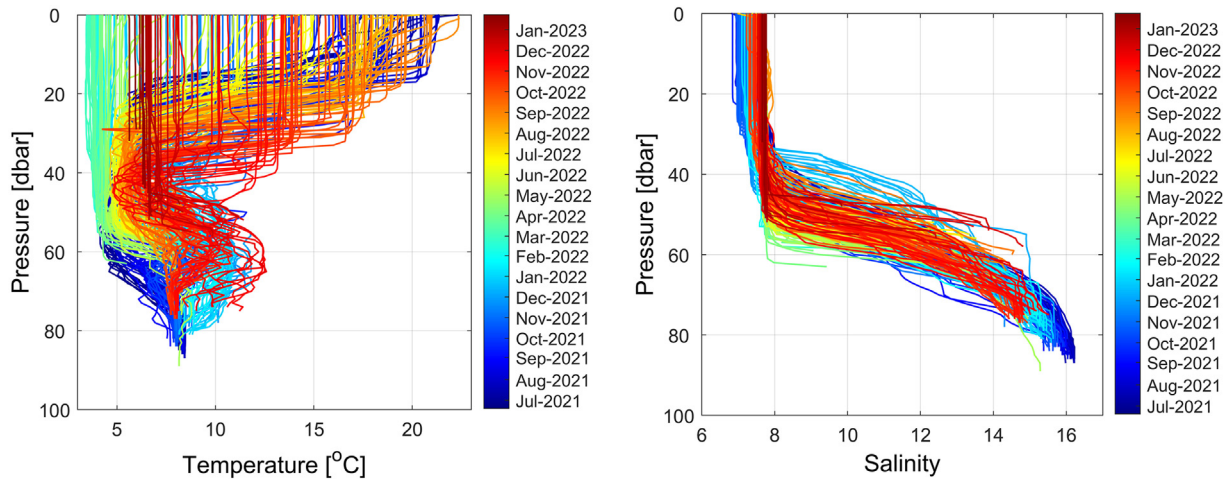 0
20
40
60
80
100
Pressure [dbar]
5
10
15
20
Temperature [°C]
Jan-2023
Dec-2022
Nov-2022
Oct-2022
Sep-2022
Aug-2022
Jul-2022
Jun-2022
May-2022
Apr-2022
Mar-2022
Feb-2022
Jan-2022
Dec-2021
Nov-2021
Oct-2021
Sep-2021
Aug-2021
Jul-2021
0
20
40
60
80
100
Pressure [dbar]
6
8
10
12
14
16
Salinity
Jan-2023
Dec-2022
Nov-2022
Oct-2022
Sep-2022
Aug-2022
Jul-2022
Jun-2022
May-2022
Apr-2022
Mar-2022
Feb-2022
Jan-2022
Dec-2021
Nov-2021
Oct-2021
Sep-2021
Aug-2021
Jul-2021